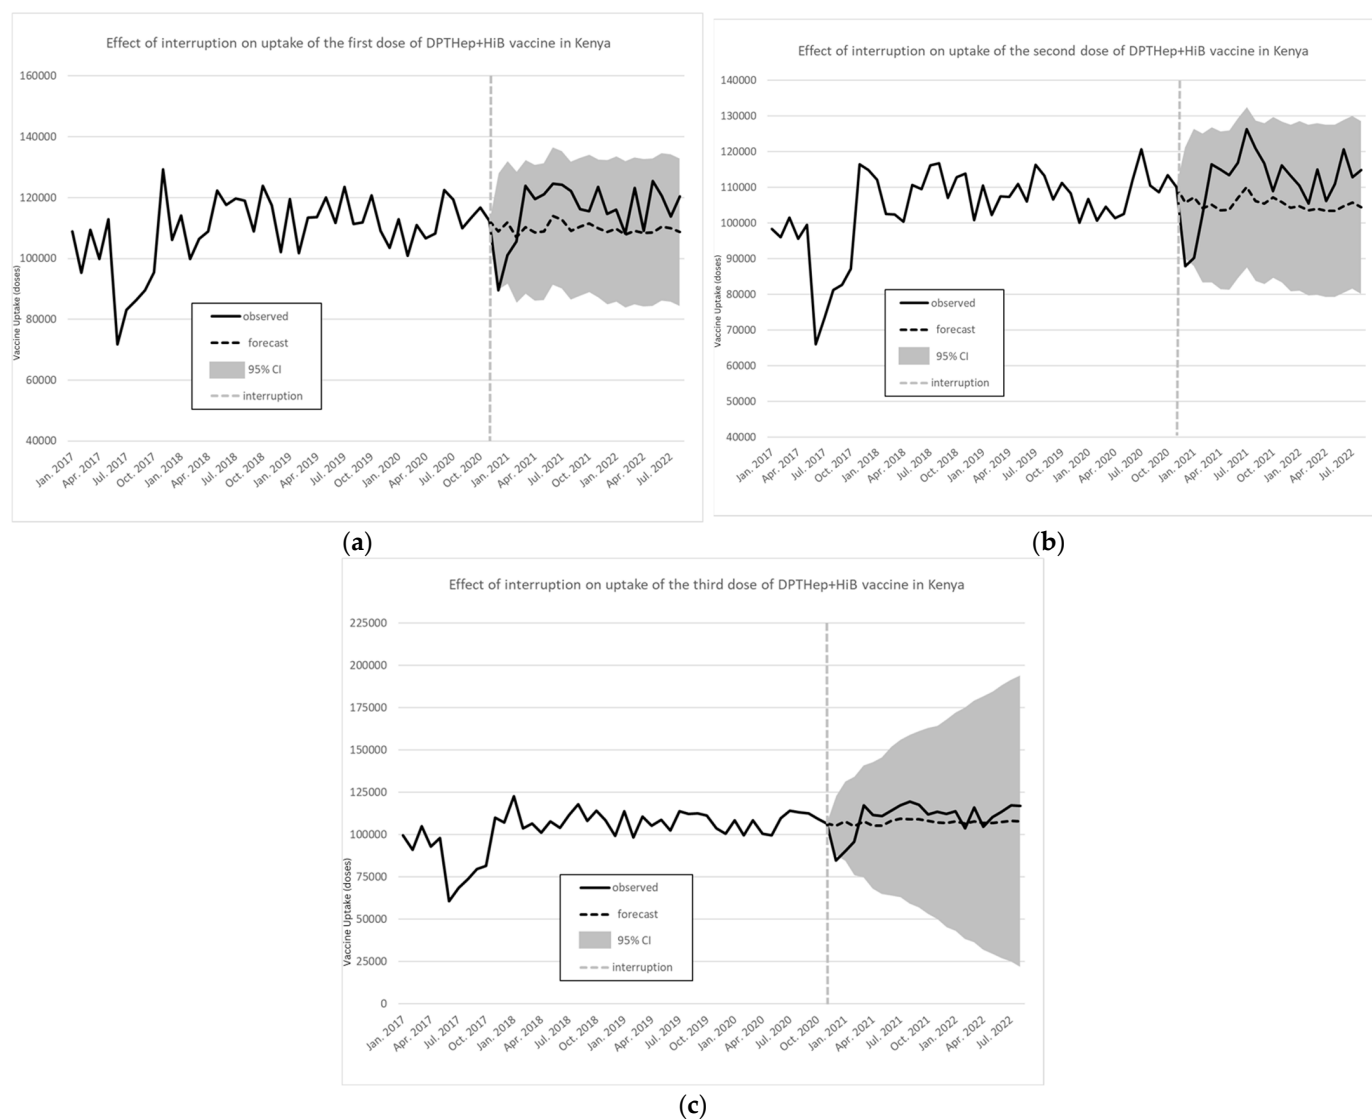 Effect of interruption on uptake of the first dose of DPTHep+HiB vaccine in Kenya
Vaccine Uptake (doses)
160000
140000
120000
100000
80000
60000
40000
observed
forecast
95% CI
interruption
Jan. 2017
Apr. 2017
Jul. 2017
Oct. 2017
Jan. 2018
Apr. 2018
Jul. 2018
Oct. 2018
Jan. 2019
Apr. 2019
Jul. 2019
Oct. 2019
Jan. 2020
Apr. 2020
Jul. 2020
Oct. 2020
Jan. 2021
Apr. 2021
Jul. 2021
Oct. 2021
Jan. 2022
Apr. 2022
Jul. 2022
(a)
Effect of interruption on uptake of the second dose of DPTHep+HiB vaccine in Kenya
140000
130000
120000
110000
100000
90000
80000
70000
60000
50000
40000
observed
forecast
95% CI
interruption
Jan. 2017
Apr. 2017
Jul. 2017
Oct. 2017
Jan. 2018
Apr. 2018
Jul. 2018
Oct. 2018
Jan. 2019
Apr. 2019
Jul. 2019
Oct. 2019
Jan. 2020
Apr. 2020
Jul. 2020
Oct. 2020
Jan. 2021
Apr. 2021
Jul. 2021
Oct. 2021
Jan. 2022
Apr. 2022
Jul. 2022
(b)
Effect of interruption on uptake of the third dose of DPTHep+HiB vaccine in Kenya
Vaccine Uptake (doses)
225000
200000
175000
150000
125000
100000
75000
50000
25000
0
observed
forecast
95% CI
interruption
Jan. 2017
Apr. 2017
Jul. 2017
Oct. 2017
Jan. 2018
Apr. 2018
Jul. 2018
Oct. 2018
Jan. 2019
Apr. 2019
Jul. 2019
Oct. 2019
Jan. 2020
Apr. 2020
Jul. 2020
Oct. 2020
Jan. 2021
Apr. 2021
Jul. 2021
Oct. 2021
Jan. 2022
Apr. 2022
Jul. 2022
(c)